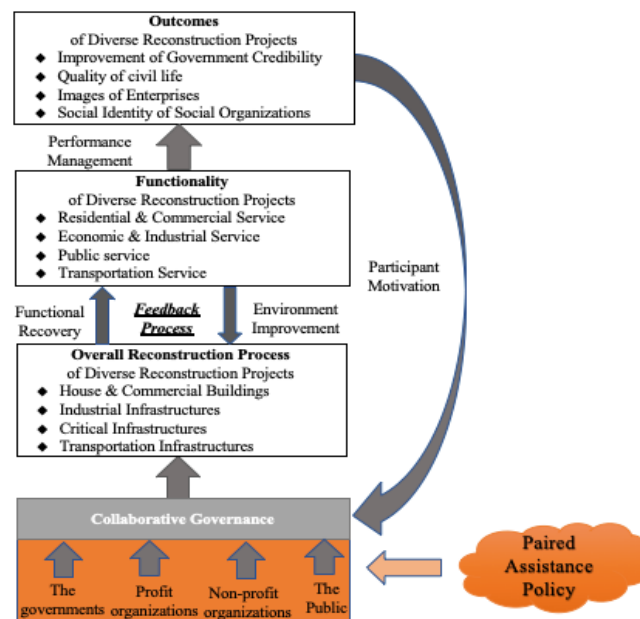 Outcomes
of Diverse Reconstruction Projects
◆ Improvement of Government Credibility
◆ Quality of civil life
◆ Images of Enterprises
◆ Social Identity of Social Organizations
Performance
Management
Functionality
of Diverse Reconstruction Projects
◆ Residential & Commercial Service
◆ Economic & Industrial Service
◆ Public service
◆ Transportation Service
Participant
Motivation
Functional
Recovery
Feedback
Process
Environment
Improvement
Overall Reconstruction Process
of Diverse Reconstruction Projects
◆ House & Commercial Buildings
◆ Industrial Infrastructures
◆ Critical Infrastructures
◆ Transportation Infrastructures
Collaborative Governance
The
governments
Profit
organizations
Non-profit
organizations
The
Public
Paired
Assistance
Policy